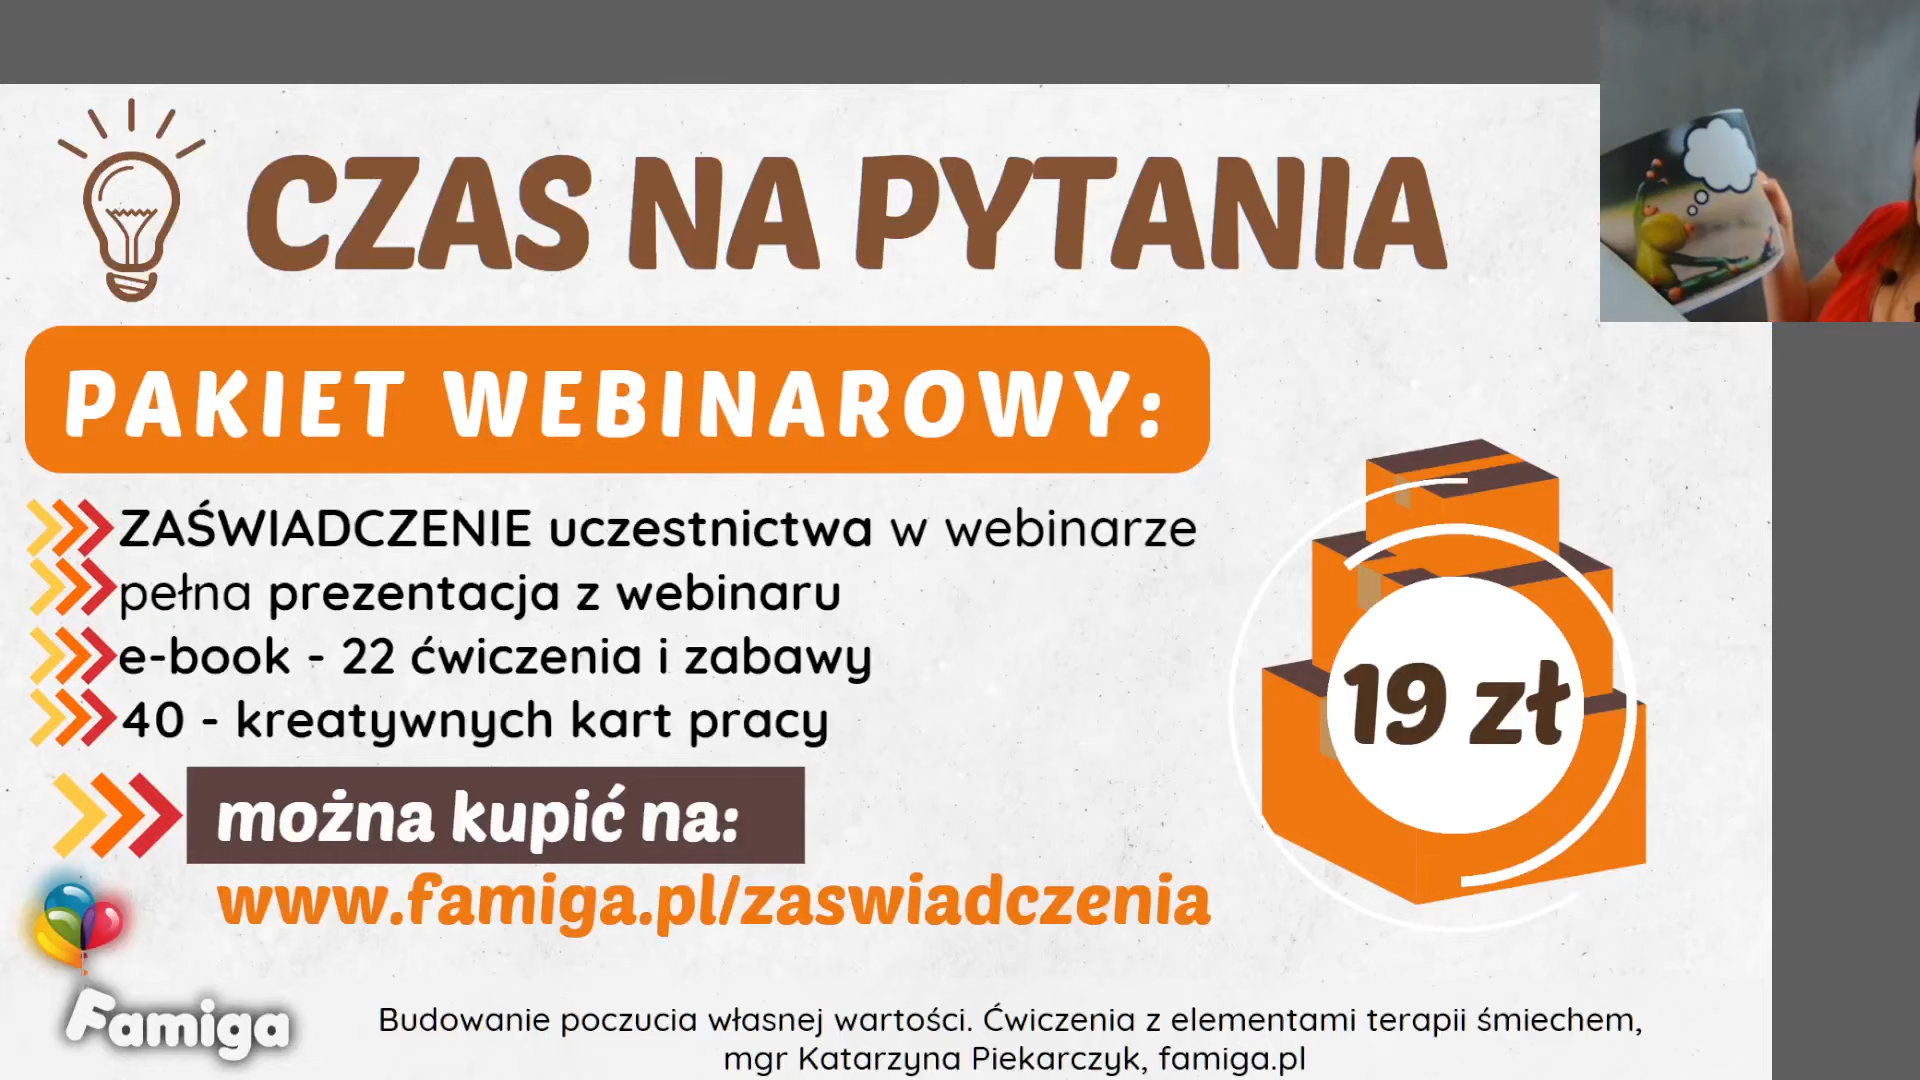 CZAS NA PYTANIA
PAKIET WEBINAROWY:
ZAŚWIADCZENIE uczestnictwa w webinarze
pełna prezentacja z webinaru
e-book - 22 ćwiczenia i zabawy
40 - kreatywnych kart pracy
19 zł
można kupić na:
www.famiga.pl/zaswiadczenia
Famiga
Budowanie poczucia własnej wartości. Ćwiczenia z elementami terapii śmiechem,
mgr Katarzyna Piekarczyk, famiga.pl